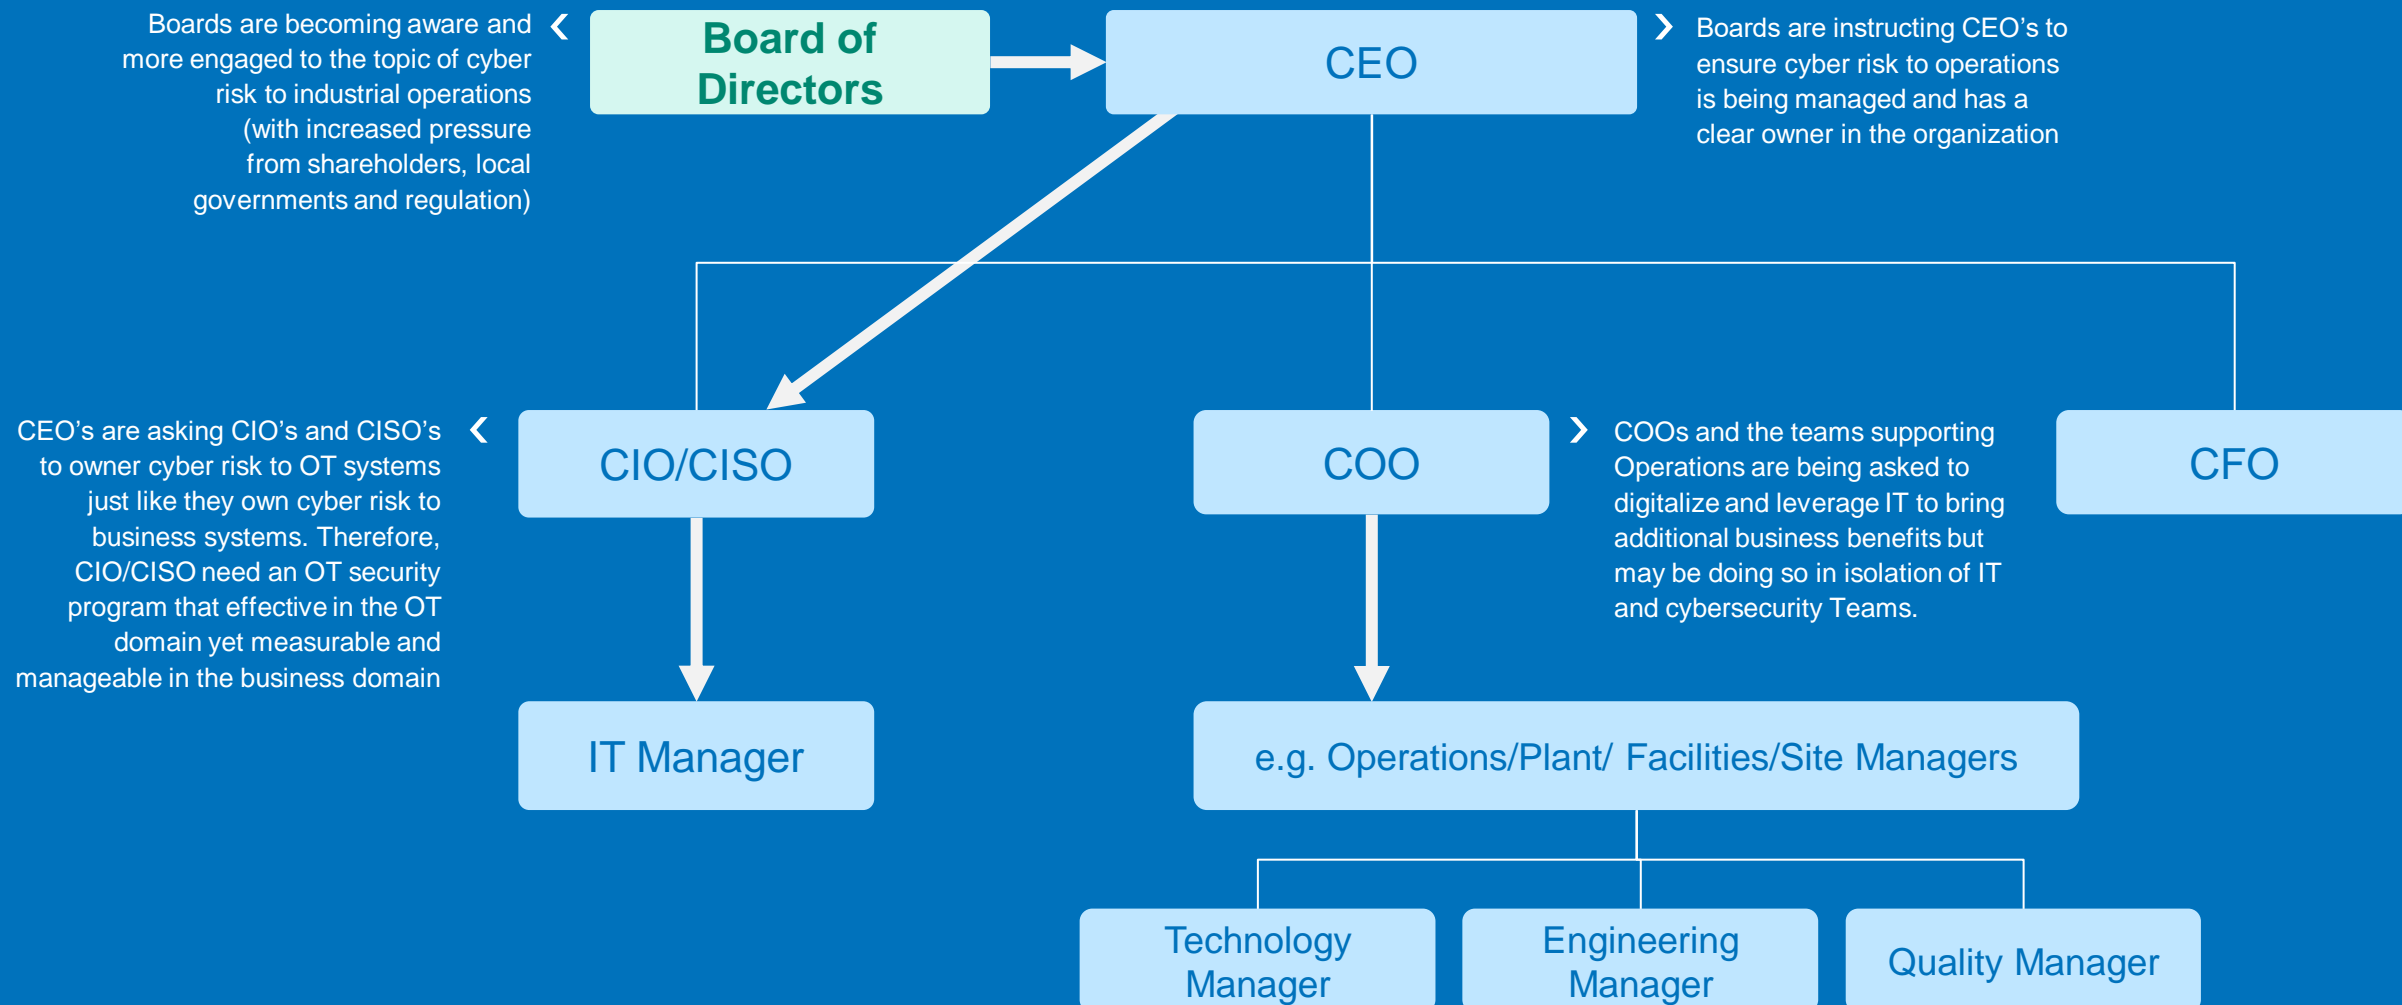 Boards are becoming aware and
more engaged to the topic of cyber
risk to industrial operations
(with increased pressure
from shareholders, local
governments and regulation)
Board of
Directors
CEO
Boards are instructing CEO's to
ensure cyber risk to operations
is being managed and has a
clear owner in the organization
CEO's are asking CIO's and CISO's
to owner cyber risk to OT systems
just like they own cyber risk to
business systems. Therefore,
CIO/CISO need an OT security
program that effective in the OT
domain yet measurable and
manageable in the business domain
CIO/CISO
COO
COOs and the teams supporting
Operations are being asked to
digitalize and leverage IT to bring
additional business benefits but
may be doing so in isolation of IT
and cybersecurity Teams.
CFO
IT Manager
e.g. Operations/Plant/ Facilities/Site Managers
Technology
Manager
Engineering
Manager
Quality Manager